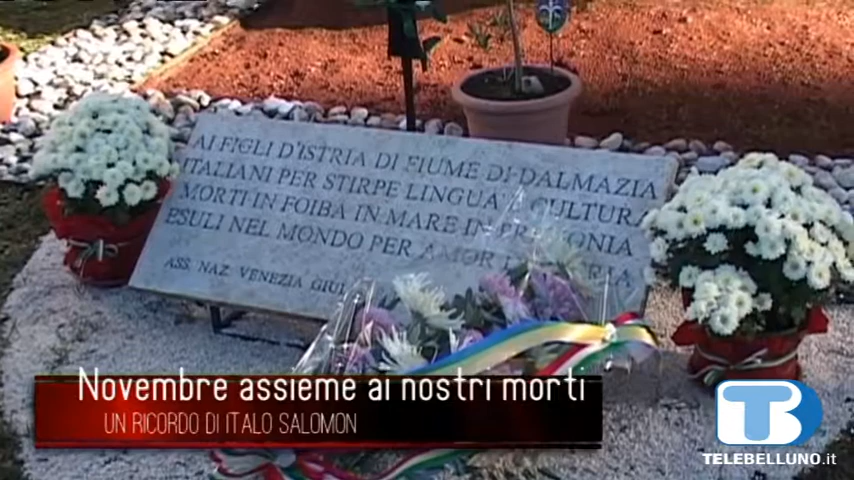 AI FIGLI D'ISTRIA DI FIUME DI DALMAZIA
ITALIANI PER STIRPE LINGUA CULTURA
MORTI IN FOIBA IN MARE IN
ESULI NEL MONDO PER AMOR
ASS. NAZ. VENEZIA
Novembre assieme ai nostri morti
UN RICORDO DI ITALO SALOMON
TB
TELEBELLUNO.it